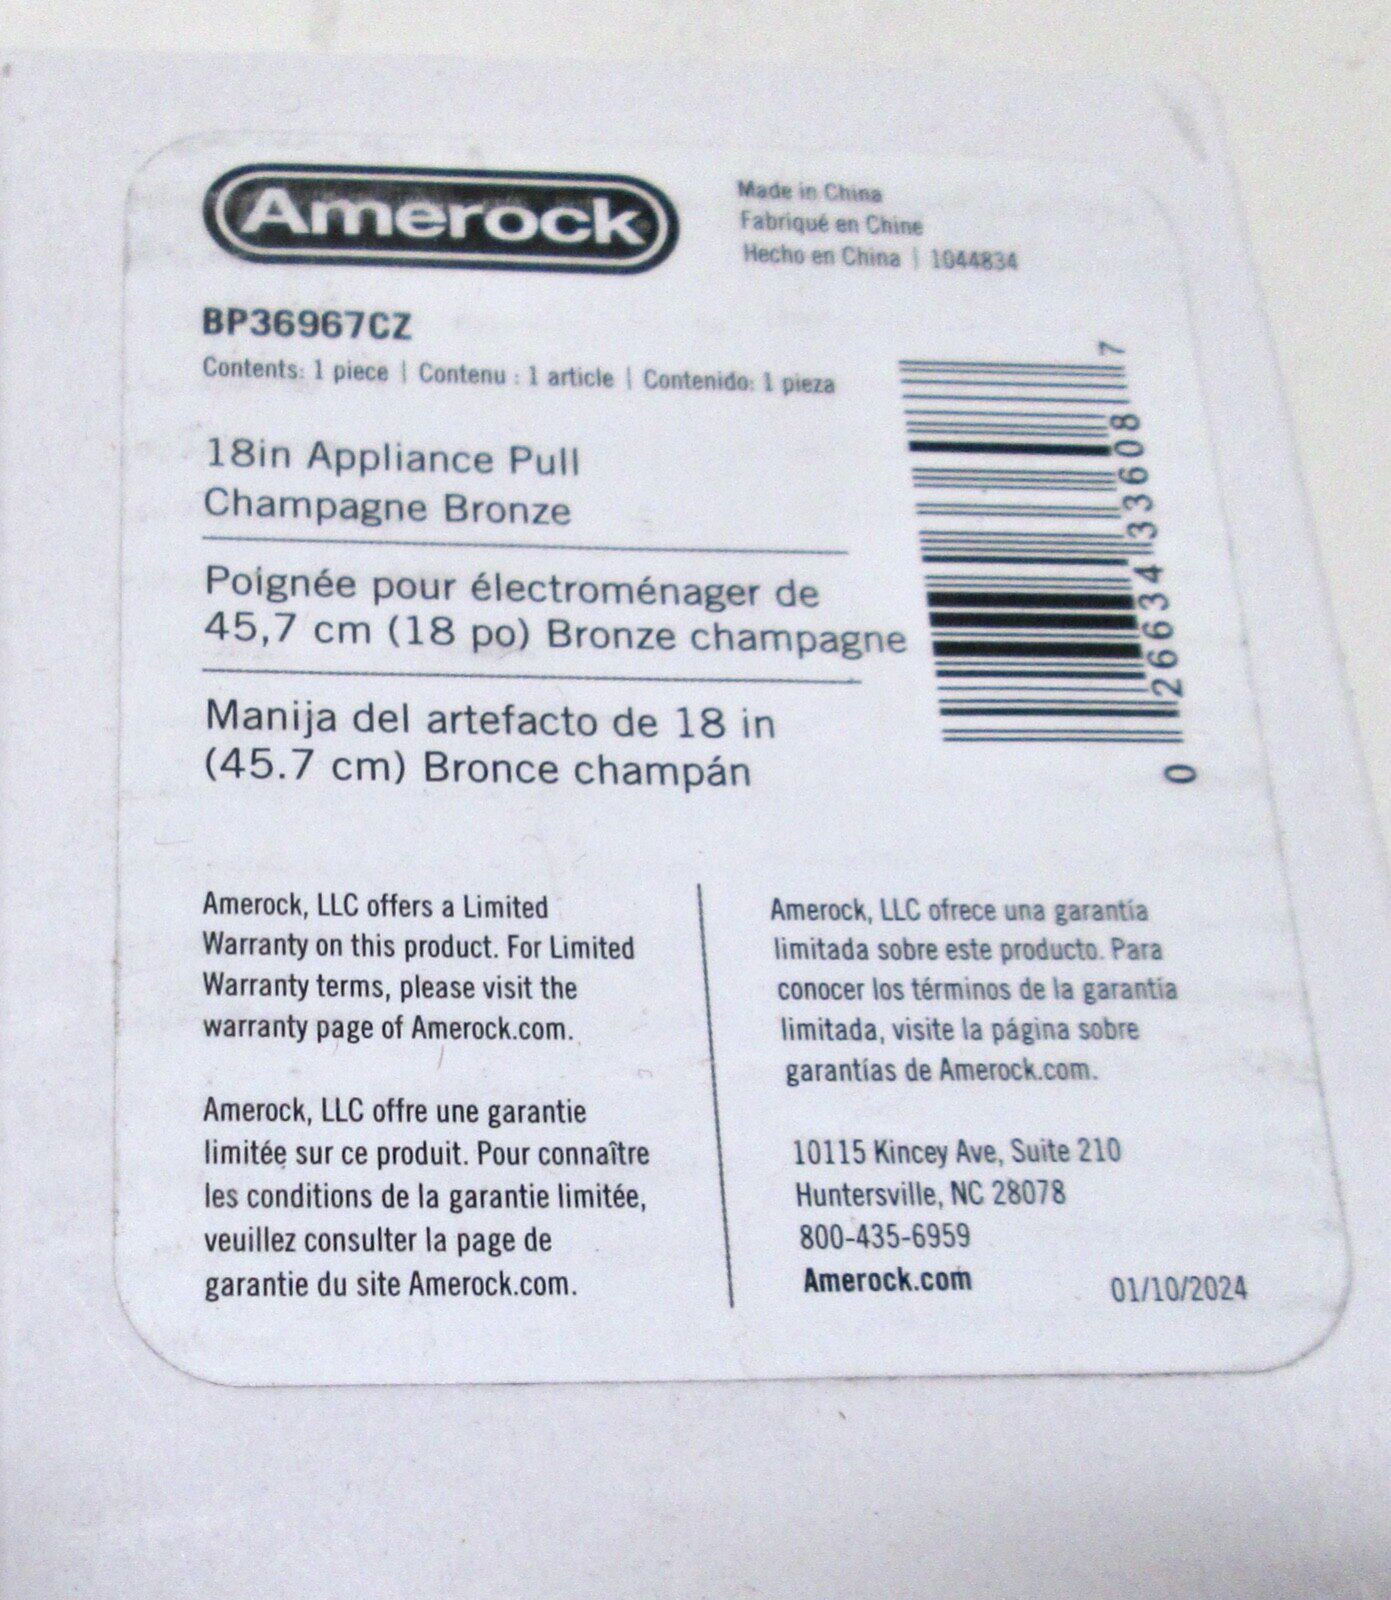 Amerock
Made in China
Fabriqué en Chine
Hecho en China | 1044834
BP36967CZ
Contents: 1 piece | Contenu : 1 article | Contenido: 1 pieza
18in Appliance Pull
Champagne Bronze
Poignée pour électroménager de
45,7 cm (18 po) Bronze champagne
Manija del artefacto de 18 in
(45.7 cm) Bronce champán
0 26634 33608 7
Amerock, LLC offers a Limited
Warranty on this product. For Limited
Warranty terms, please visit the
warranty page of Amerock.com.
Amerock, LLC offre une garantie
limitée sur ce produit. Pour connaître
les conditions de la garantie limitée,
veuillez consulter la page de
garantie du site Amerock.com.
Amerock, LLC ofrece una garantía
limitada sobre este producto. Para
conocer los términos de la garantía
limitada, visite la página sobre
garantías de Amerock.com.
10115 Kincey Ave, Suite 210
Huntersville, NC 28078
800-435-6959
Amerock.com
01/10/2024